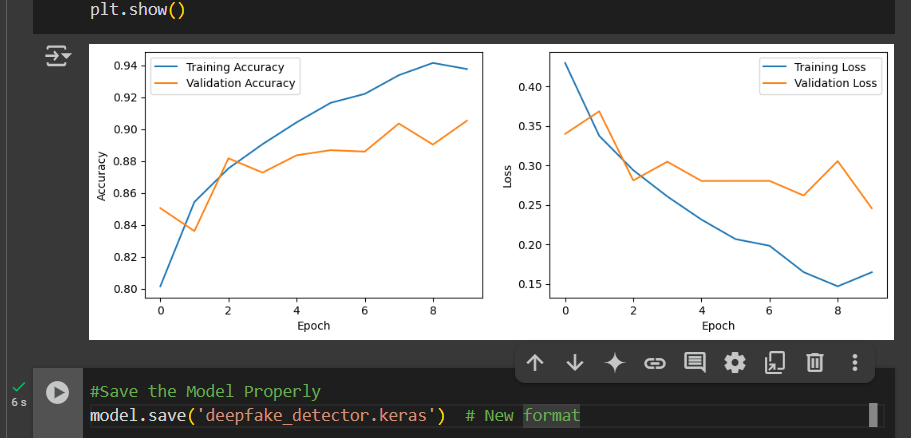 plt.show()
Training Accuracy
Validation Accuracy
0.94
0.92
0.90
0.88
0.86
0.84
0.82
0.80
Accuracy
0 2 4 6 8
Epoch
Training Loss
Validation Loss
0.40
0.35
0.30
0.25
0.20
0.15
Loss
0 2 4 6 8
Epoch
6 s
#Save the Model Properly
model.save('deepfake_detector.keras')  # New format